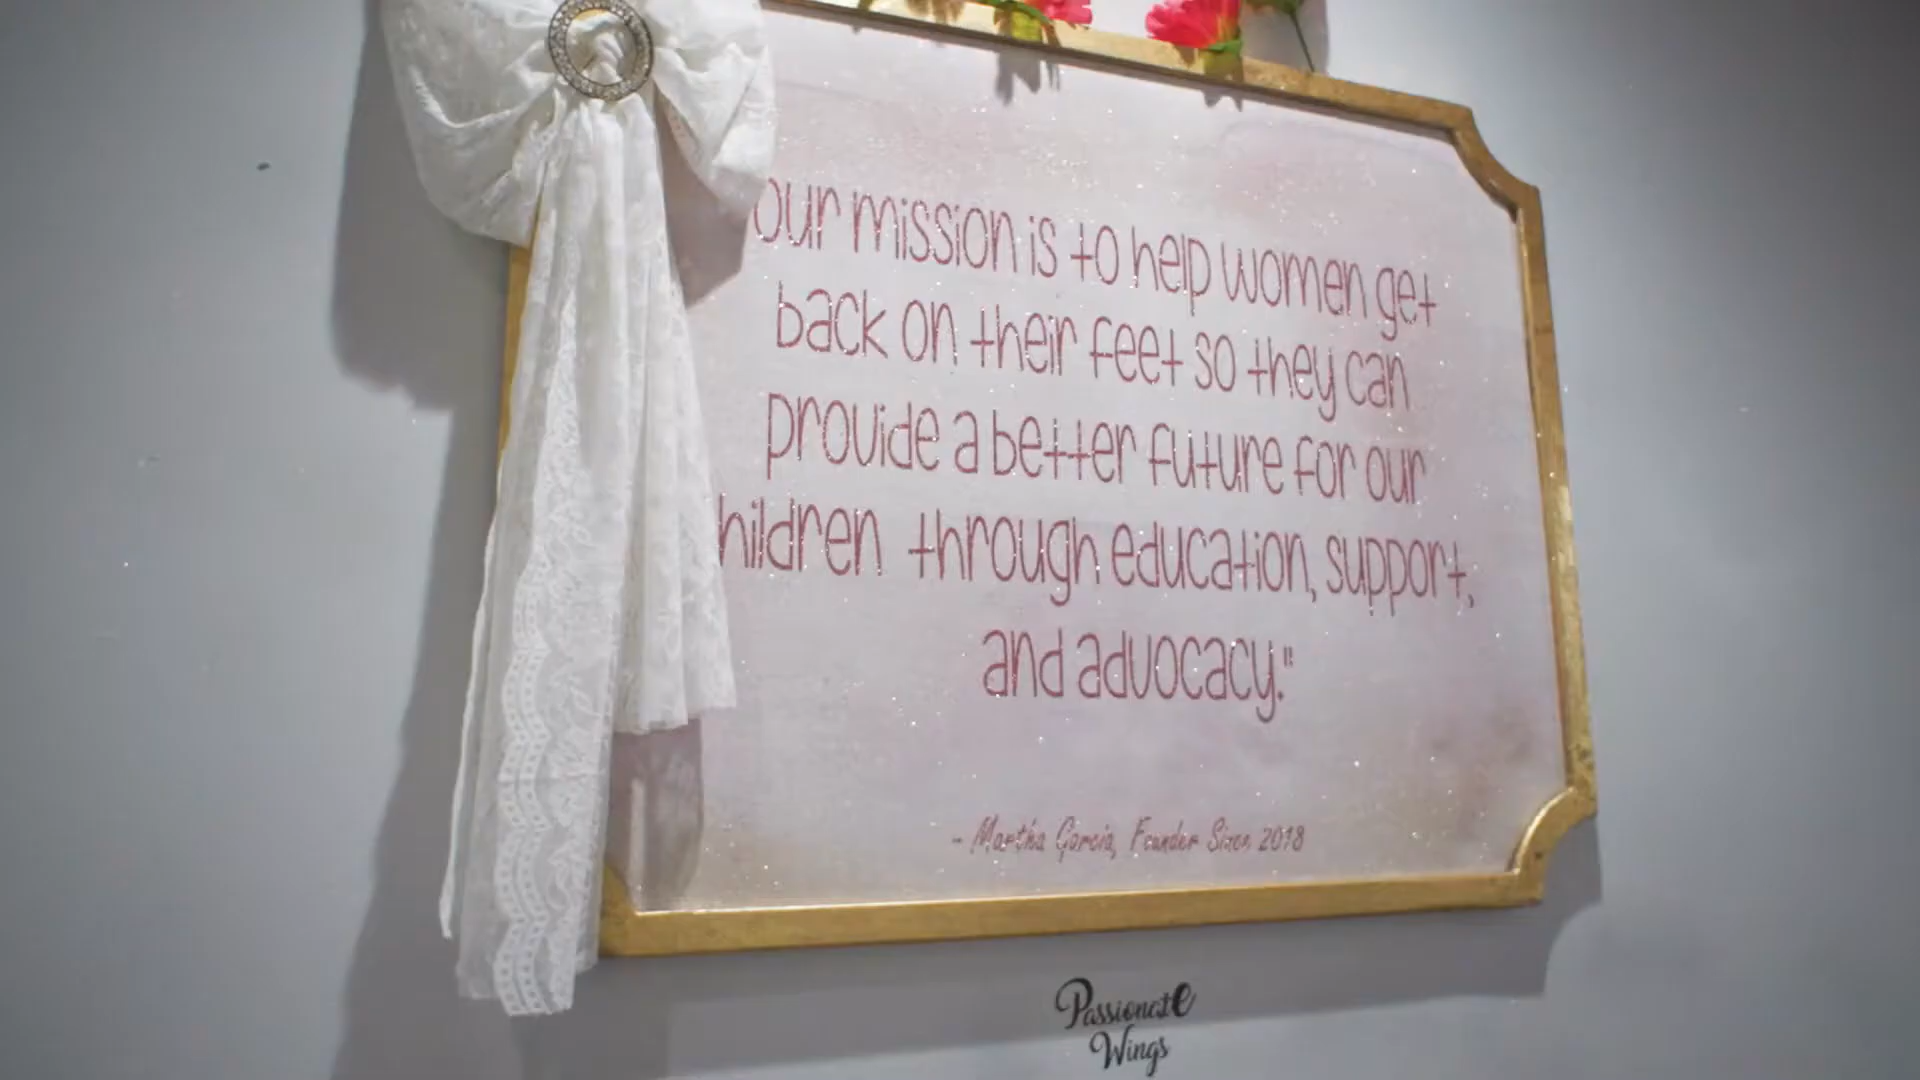 our mission is to help women get
back on their feet so they can
provide a better future for our
hildren through education, support,
and advocacy."
- Martha Garcia, Founder Since 2018
Passionate
Wings